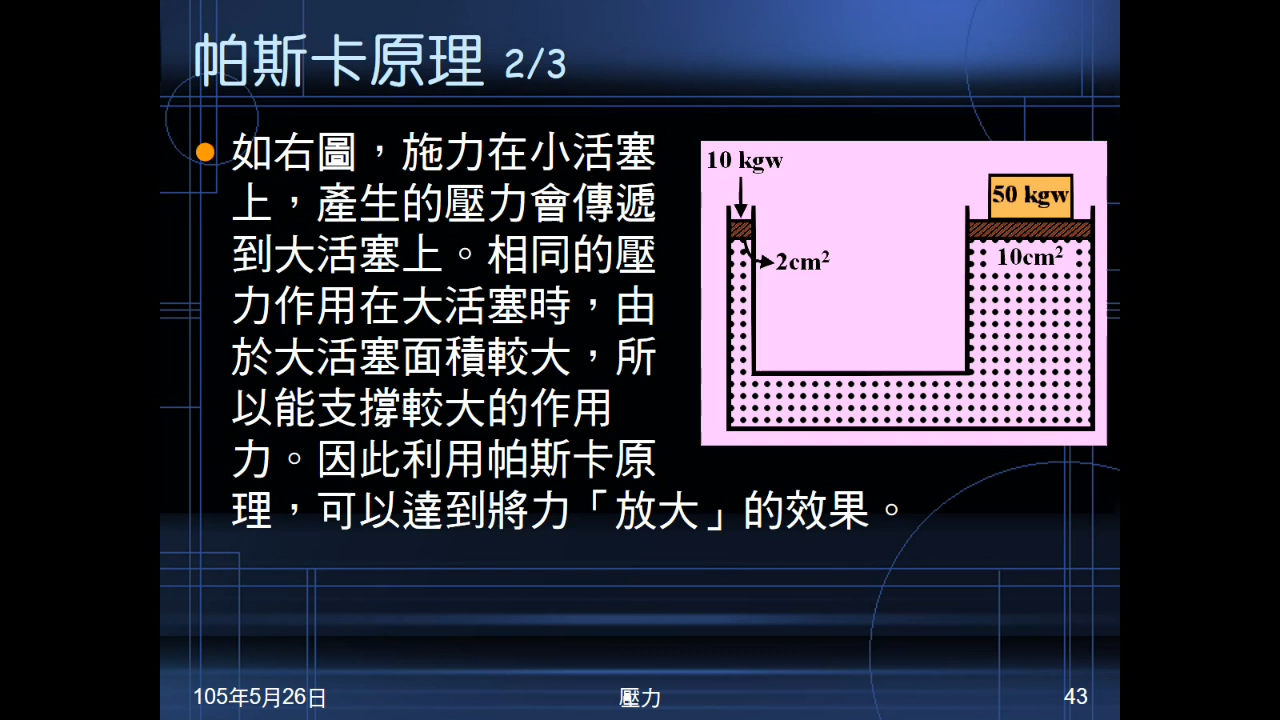 帕斯卡原理 2/3
如右圖，施力在小活塞
上，產生的壓力會傳遞
到大活塞上。相同的壓
力作用在大活塞時，由
於大活塞面積較大，所
以能支撐較大的作用
力。因此利用帕斯卡原
理，可以達到將力「放大」的效果。
10 kgw
50 kgw
2cm²
10cm²
105年5月26日
壓力
43